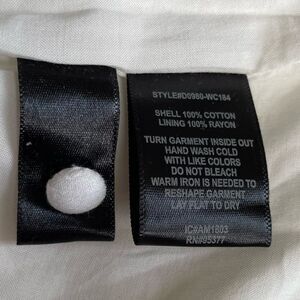 STYLE#D0980-WC184
SHELL 100% COTTON
LINING 100% RAYON
TURN GARMENT INSIDE OUT
HAND WASH COLD
WITH LIKE COLORS
DO NOT BLEACH
WARM IRON IS NEEDED TO
RESHAPE GARMENT
LAY FLAT TO DRY
IC#AM1803
RN#95377